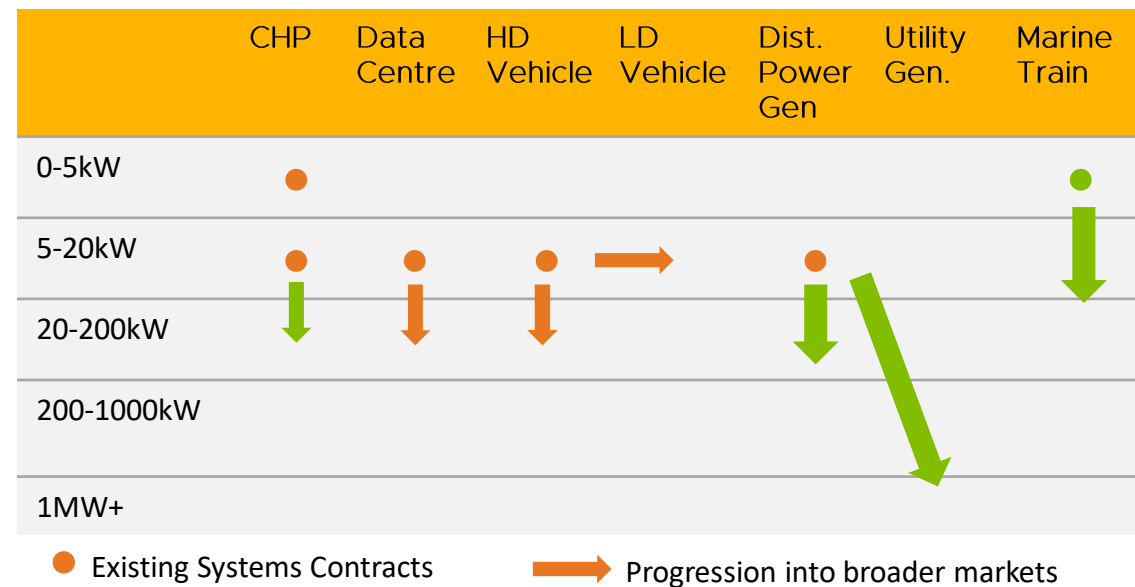 CHP Data HD LD Dist. Utility Marine
Centre Vehicle Vehicle Power Gen. Train
Gen
0-5kW
5-20kW
20-200kW
200-1000kW
1MW+
Existing Systems Contracts Progression into broader markets